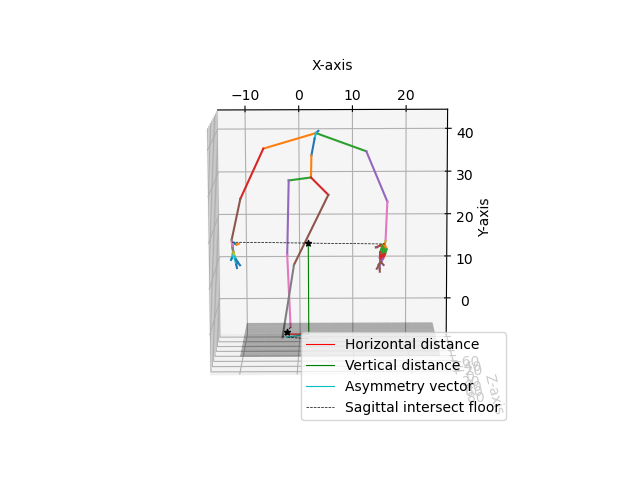 X-axis
−10 0 10 20
40
30
20
10
0
Y-axis
Z-axis
Horizontal distance
Vertical distance
Asymmetry vector
Sagittal intersect floor